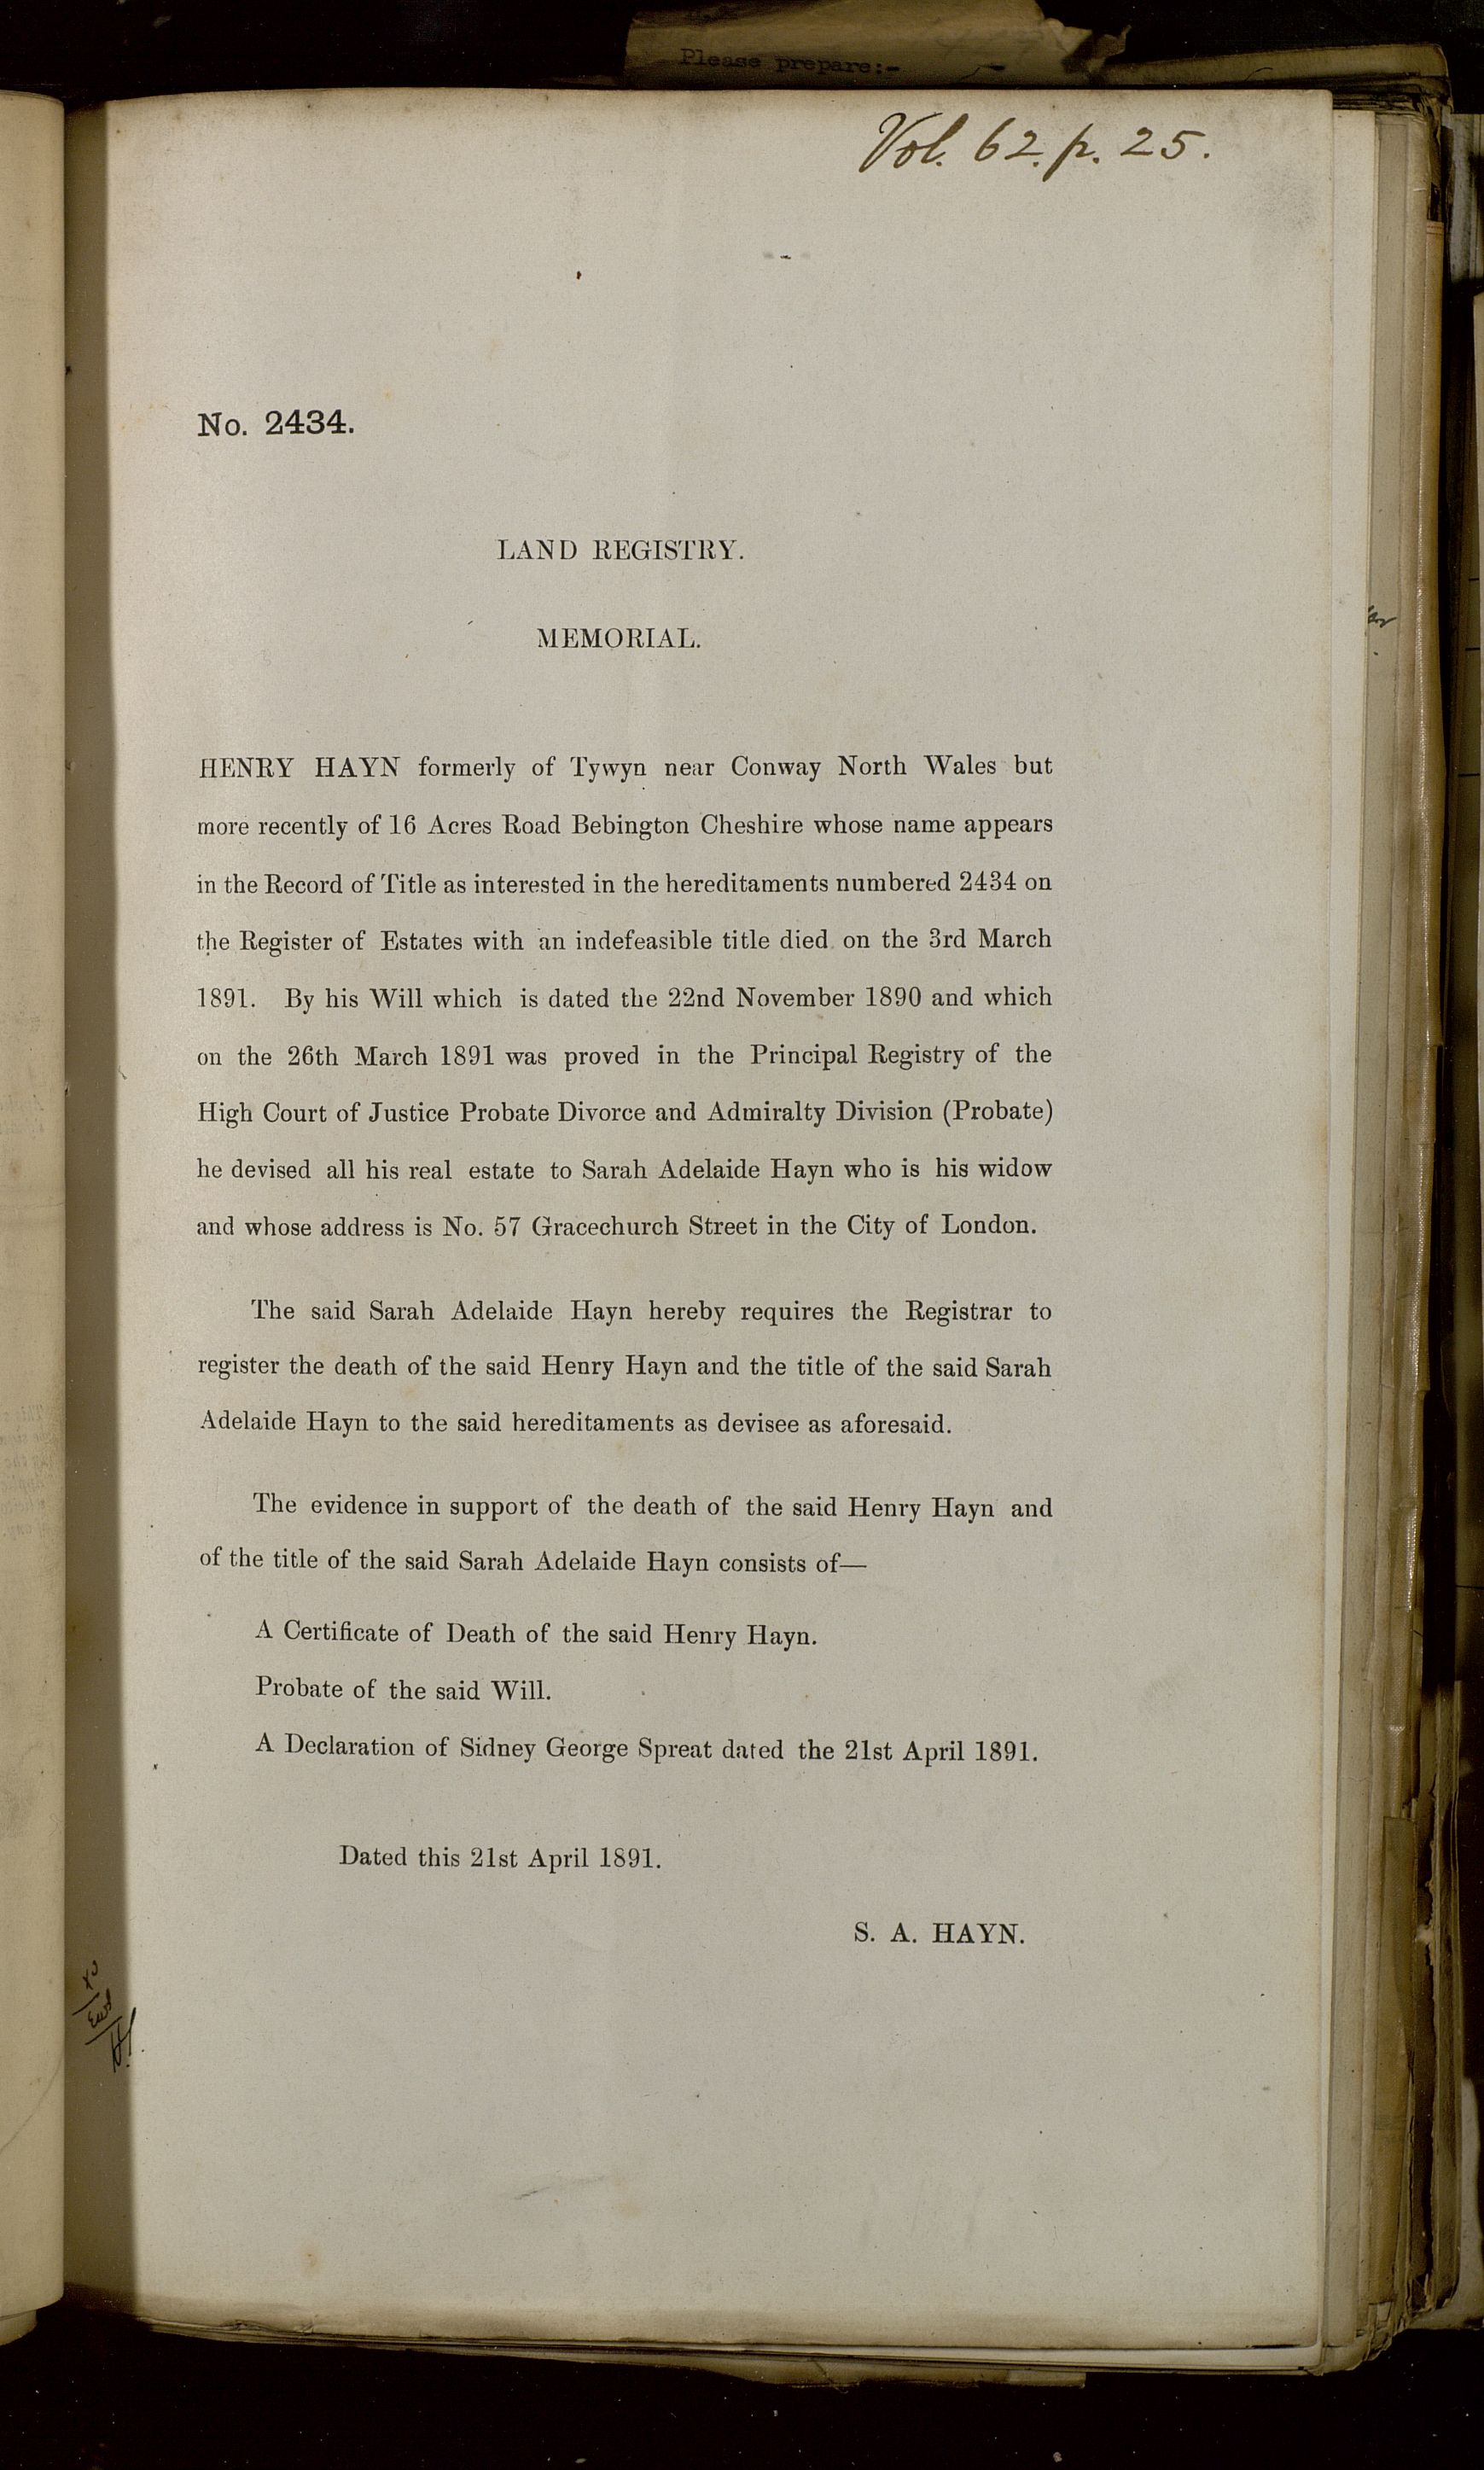 Please prepare:-
Vol. 62. p. 25.
No. 2434.
LAND REGISTRY.
MEMORIAL.
HENRY HAYN formerly of Tywyn near Conway North Wales but
more recently of 16 Acres Road Bebington Cheshire whose name appears
in the Record of Title as interested in the hereditaments numbered 2434 on
the Register of Estates with an indefeasible title died on the 3rd March
1891. By his Will which is dated the 22nd November 1890 and which
on the 26th March 1891 was proved in the Principal Registry of the
High Court of Justice Probate Divorce and Admiralty Division (Probate)
he devised all his real estate to Sarah Adelaide Hayn who is his widow
and whose address is No. 57 Gracechurch Street in the City of London.
The said Sarah Adelaide Hayn hereby requires the Registrar to
register the death of the said Henry Hayn and the title of the said Sarah
Adelaide Hayn to the said hereditaments as devisee as aforesaid.
The evidence in support of the death of the said Henry Hayn and
of the title of the said Sarah Adelaide Hayn consists of—
A Certificate of Death of the said Henry Hayn.
Probate of the said Will.
A Declaration of Sidney George Spreat dated the 21st April 1891.
Dated this 21st April 1891.
S. A. HAYN.